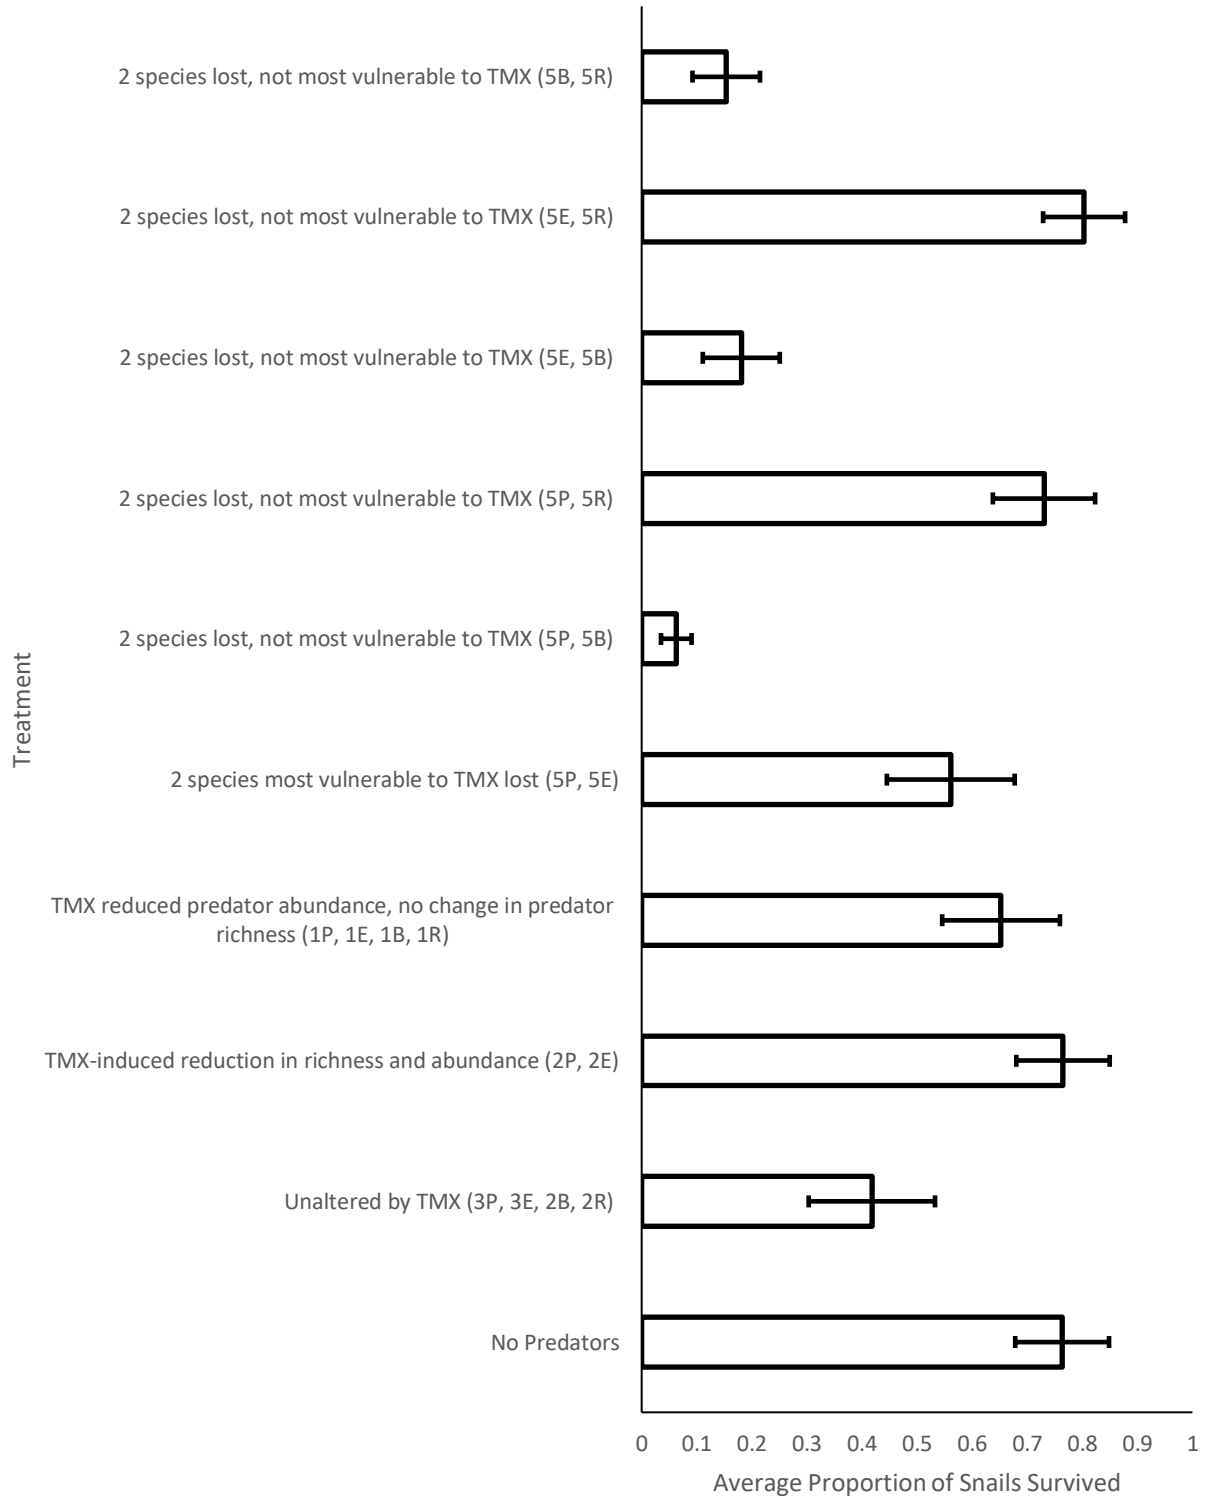 2 species lost, not most vulnerable to TMX (5B, 5R)
2 species lost, not most vulnerable to TMX (5E, 5R)
2 species lost, not most vulnerable to TMX (5E, 5B)
2 species lost, not most vulnerable to TMX (5P, 5R)
2 species lost, not most vulnerable to TMX (5P, 5B)
Treatment
2 species most vulnerable to TMX lost (5P, 5E)
TMX reduced predator abundance, no change in predator
richness (1P, 1E, 1B, 1R)
TMX-induced reduction in richness and abundance (2P, 2E)
Unaltered by TMX (3P, 3E, 2B, 2R)
No Predators
0 0.1 0.2 0.3 0.4 0.5 0.6 0.7 0.8 0.9 1
Average Proportion of Snails Survived